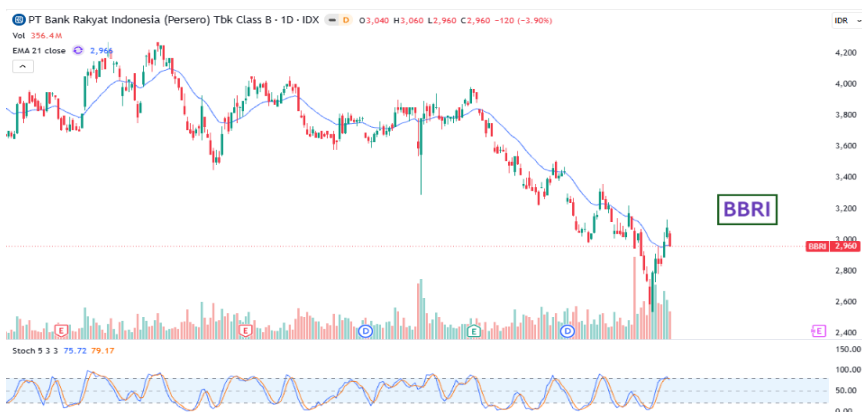 PT Bank Rakyat Indonesia (Persero) Tbk Class B · 1D · IDX D O3,040 H3,060 L2,960 C2,960 −120 (−3.90%)
IDR
Vol 356.4M
EMA 21 close 2,966
4,200
4,000
3,800
3,600
3,400
3,200
BBRI
3,000
BBRI 2,960
2,800
2,600
2,400
E
E
D
E
D
E
Stoch 5 3 3 75.72 79.17
150.00
100.00
50.00
0.00